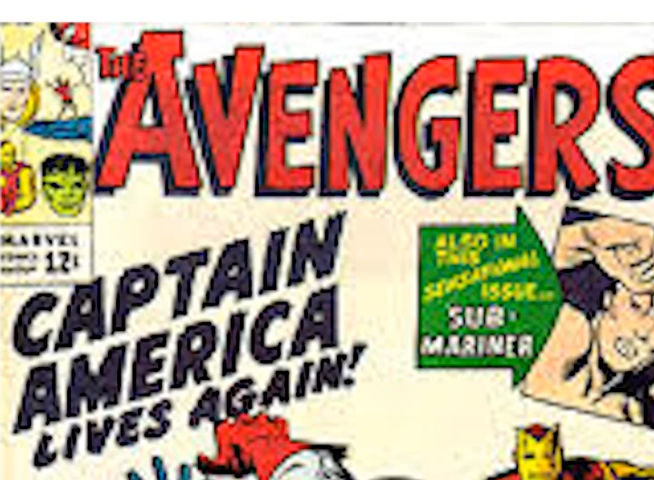 THE AVENGERS
MARVEL
12¢
CAPTAIN
AMERICA
LIVES AGAIN!
ALSO IN
THIS
SENSATIONAL
ISSUE...
SUB-
MARINER